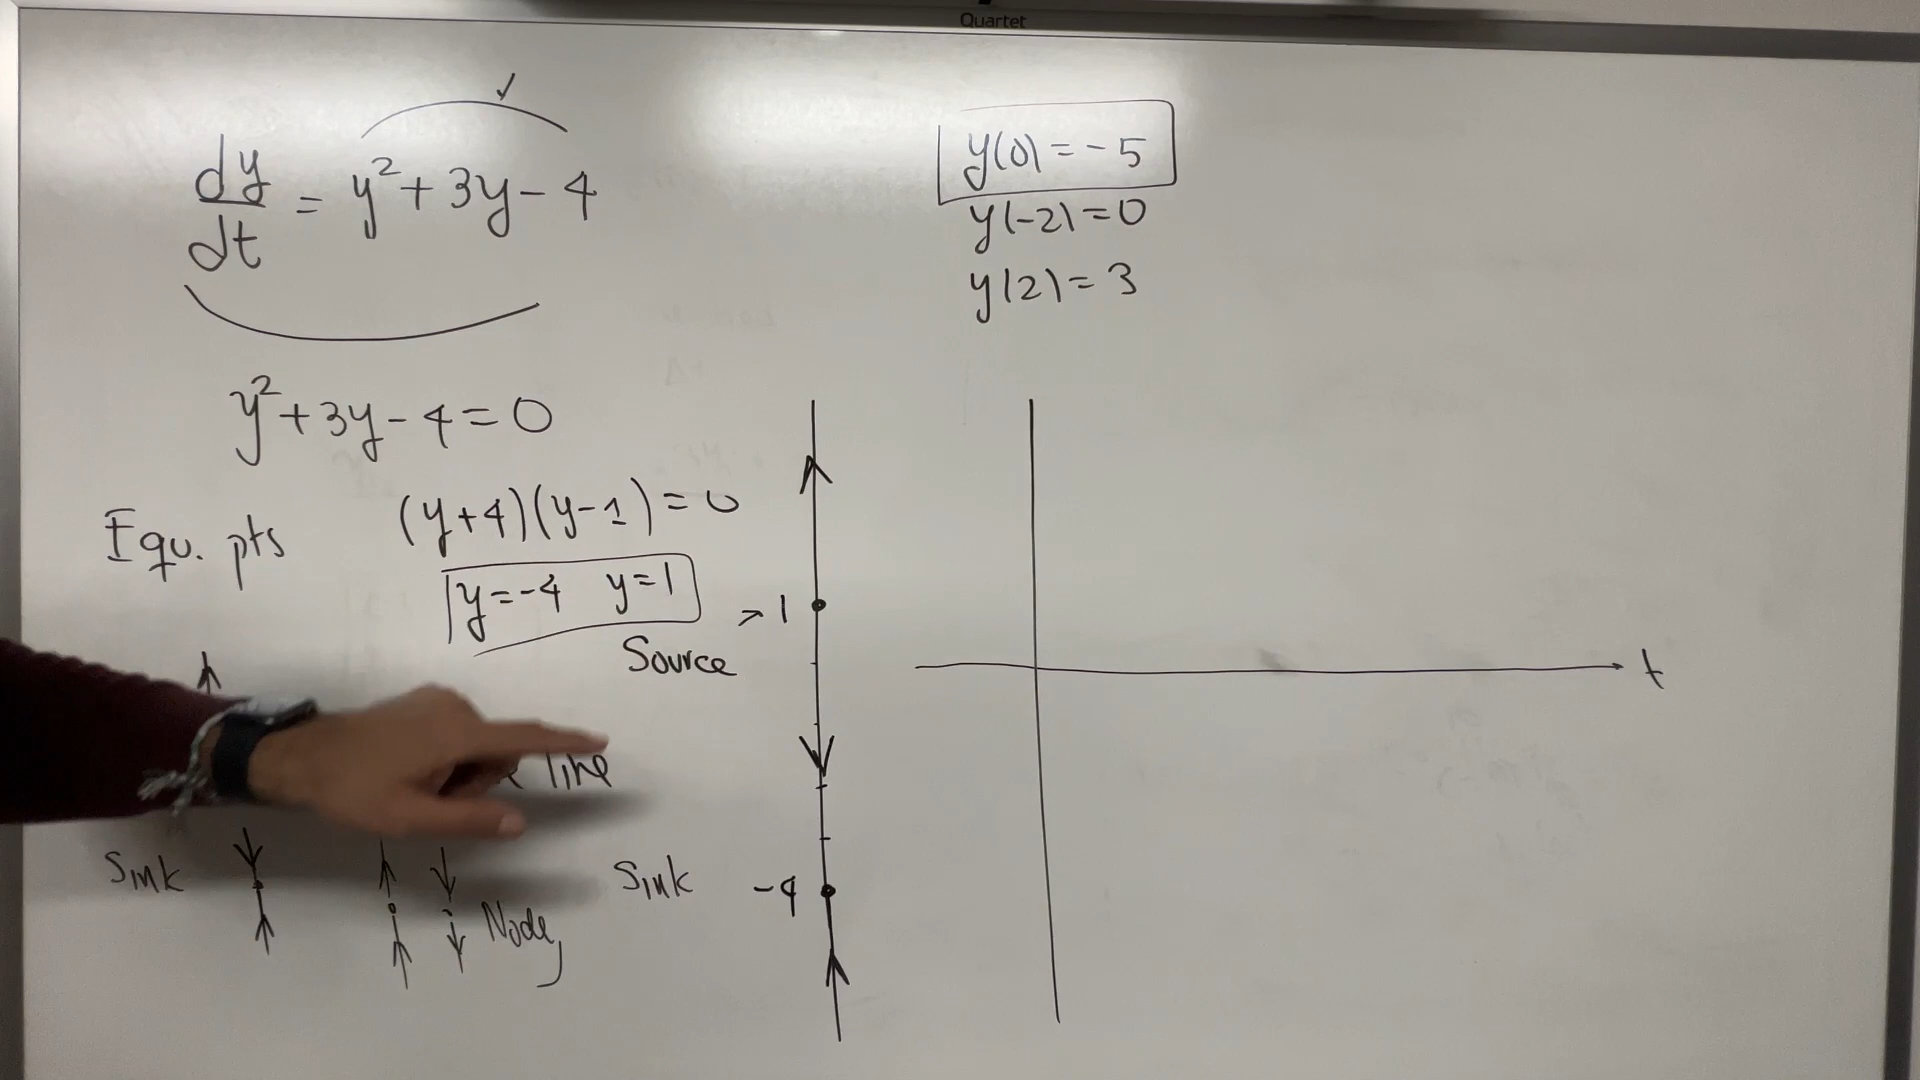 Quartet
dy/dt = y² + 3y - 4
y(0) = -5
y(-2) = 0
y(2) = 3
y² + 3y - 4 = 0
Equ. pts (y+4)(y-1) = 0
y=-4 y=1
> 1
Source
t
line
Sink
Node
Sink
-4